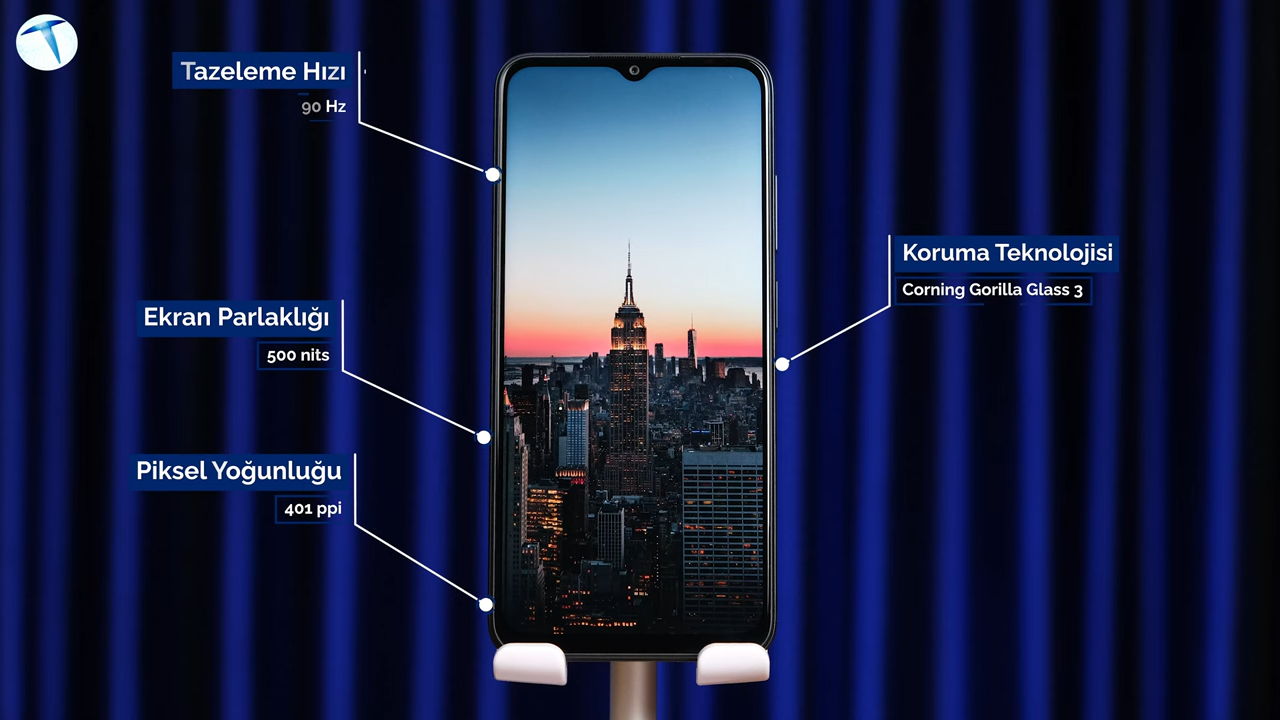 Tazeleme Hızı
90 Hz
Ekran Parlaklığı
500 nits
Piksel Yoğunluğu
401 ppi
Koruma Teknolojisi
Corning Gorilla Glass 3